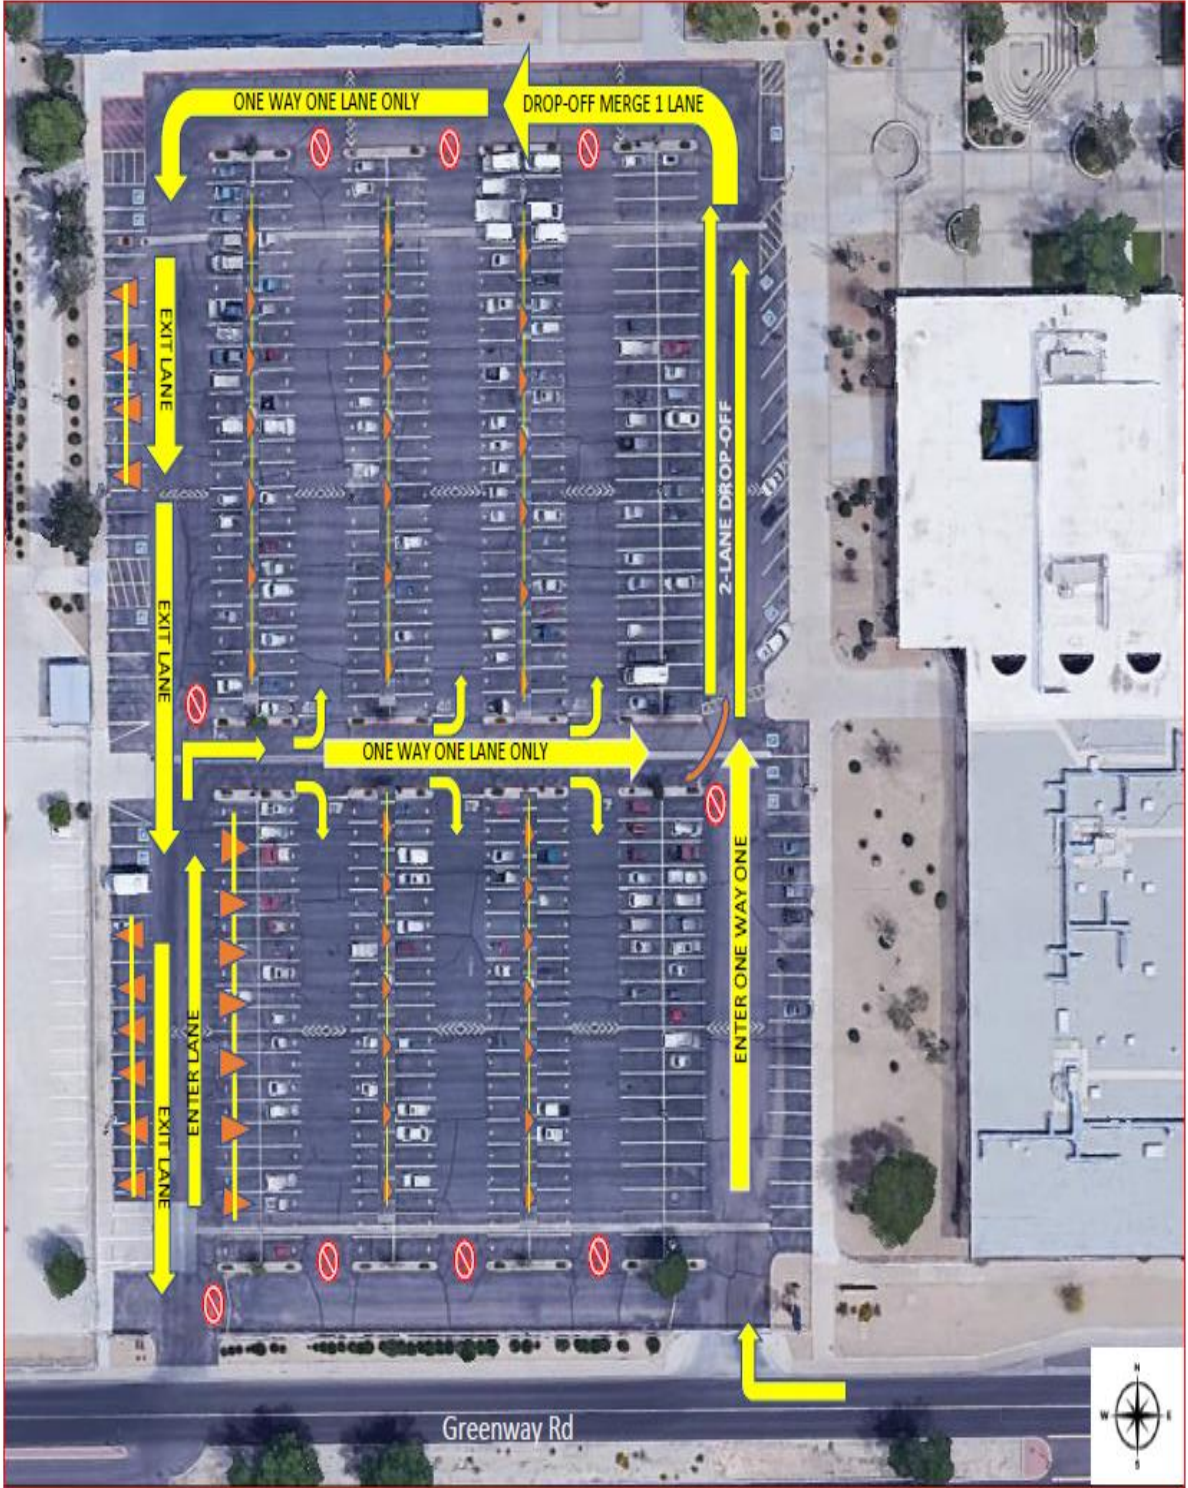 ONE WAY ONE LANE ONLY
DROP-OFF MERGE 1 LANE
EXIT LANE
2-LANE DROP-OFF
EXIT LANE
ONE WAY ONE LANE ONLY
ENTER ONE WAY ONE
ENTER LANE
EXIT LANE
Greenway Rd
N
W
E
S